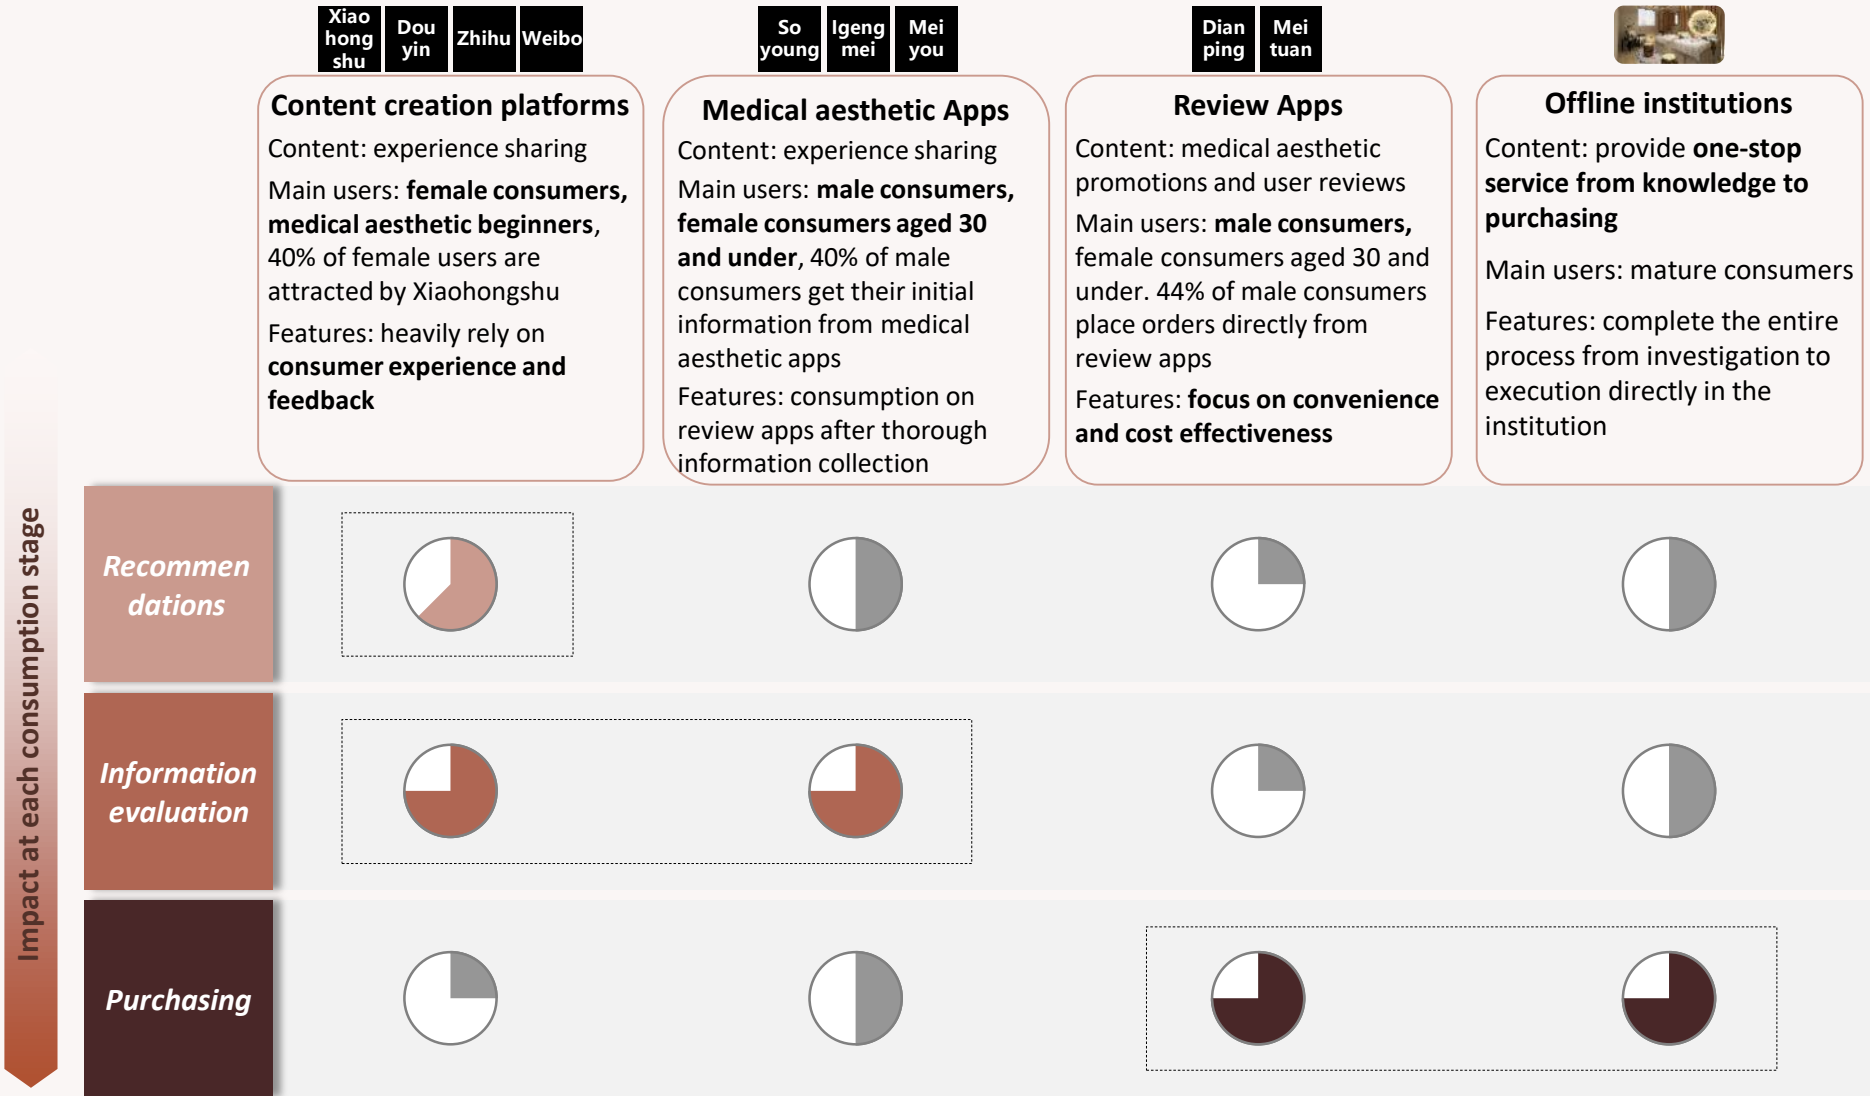 Xiao
hong
shu
Dou
yin
Zhihu
Weibo
So
young
Igeng
mei
Mei
you
Dian
ping
Mei
tuan
Content creation platforms
Content: experience sharing
Main users: female consumers,
medical aesthetic beginners,
40% of female users are
attracted by Xiaohongshu
Features: heavily rely on
consumer experience and
feedback
Medical aesthetic Apps
Content: experience sharing
Main users: male consumers,
female consumers aged 30
and under, 40% of male
consumers get their initial
information from medical
aesthetic apps
Features: consumption on
review apps after thorough
information collection
Review Apps
Content: medical aesthetic
promotions and user reviews
Main users: male consumers,
female consumers aged 30 and
under. 44% of male consumers
place orders directly from
review apps
Features: focus on convenience
and cost effectiveness
Offline institutions
Content: provide one-stop
service from knowledge to
purchasing
Main users: mature consumers
Features: complete the entire
process from investigation to
execution directly in the
institution
Impact at each consumption stage
Recommen
dations
Information
evaluation
Purchasing